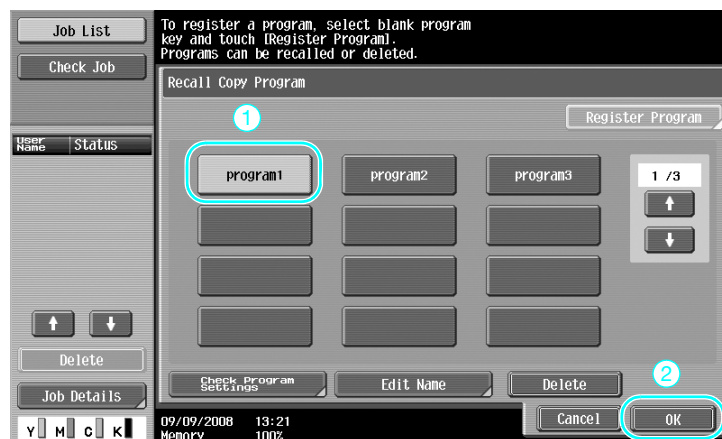 Job List
Check Job
User Name
Status
Delete
Job Details
Y M C K
To register a program, select blank program
key and touch [Register Program].
Programs can be recalled or deleted.
Recall Copy Program
1
Register Program
program1
program2
program3
1 /3
Check Program
Settings
Edit Name
Delete
2
09/09/2008 13:21
Memory 100%
Cancel
OK